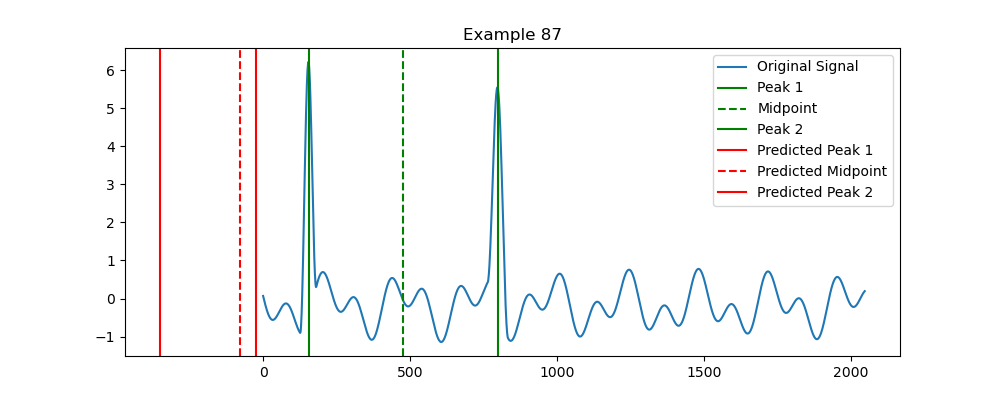 Example 87
Original Signal
Peak 1
Midpoint
Peak 2
Predicted Peak 1
Predicted Midpoint
Predicted Peak 2
6
5
4
3
2
1
0
−1
0 500 1000 1500 2000